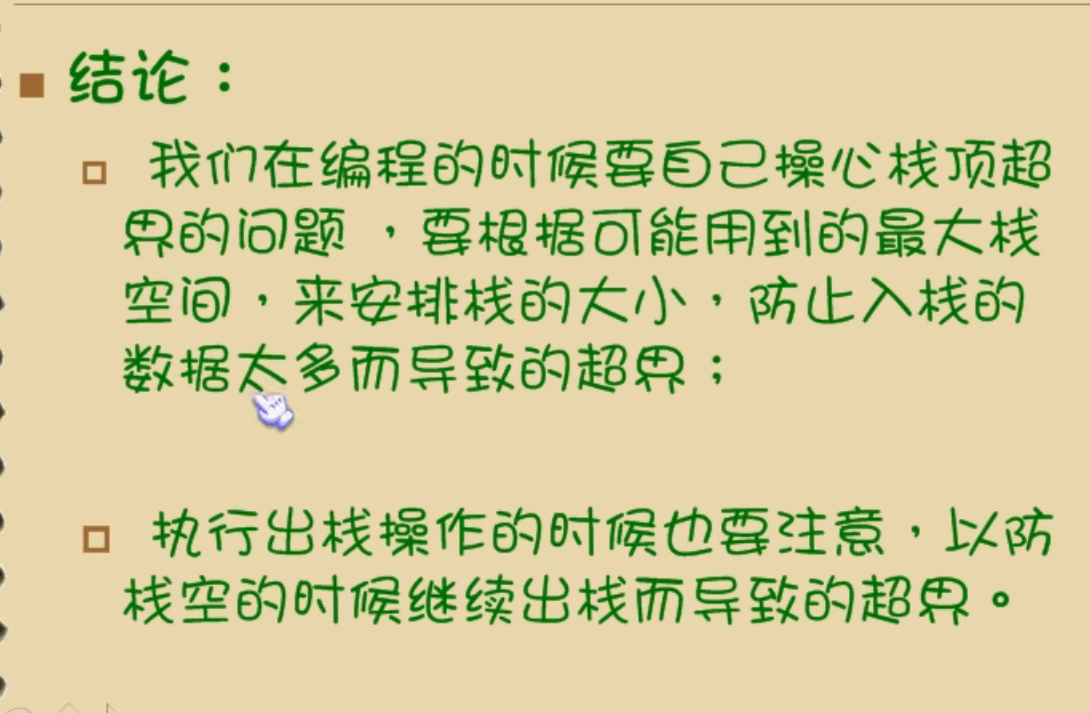 结论：
我们在编程的时候要自己操心栈顶超
界的问题 ，要根据可能用到的最大栈
空间，来安排栈的大小，防止入栈的
数据太多而导致的超界；
执行出栈操作的时候也要注意，以防
栈空的时候继续出栈而导致的超界。